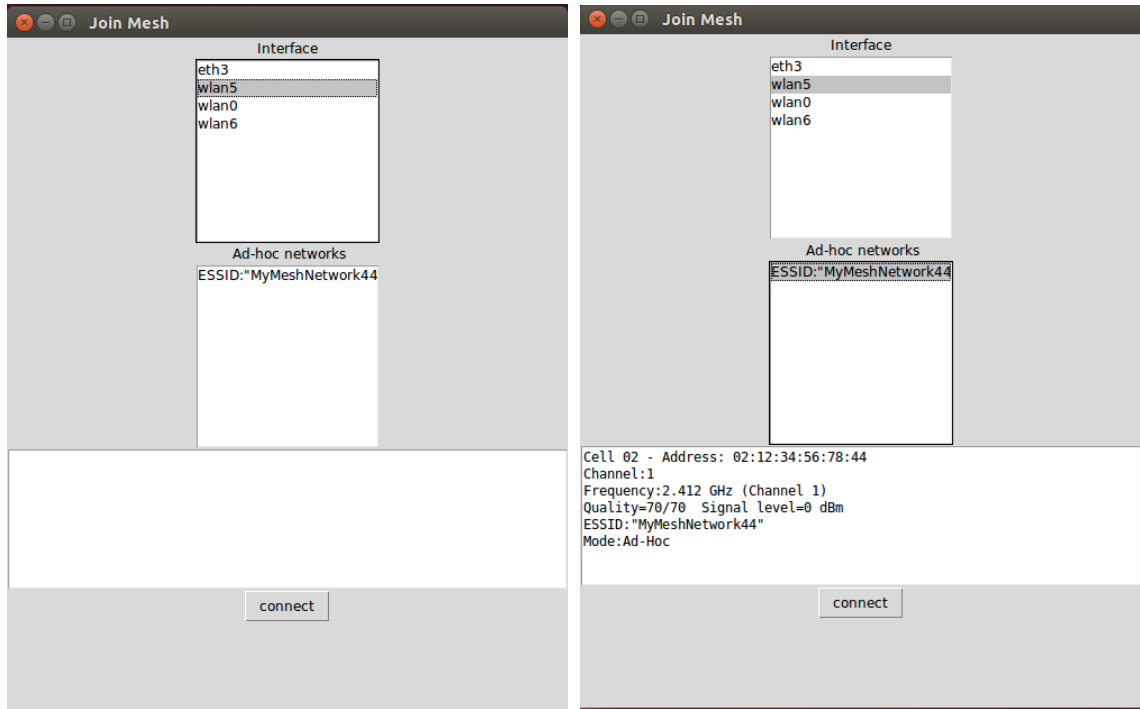 Join Mesh
Interface
eth3
wlan5
wlan0
wlan6
Ad-hoc networks
ESSID:"MyMeshNetwork44
connect
Join Mesh
Interface
eth3
wlan5
wlan0
wlan6
Ad-hoc networks
ESSID:"MyMeshNetwork44
Cell 02 - Address: 02:12:34:56:78:44
Channel:1
Frequency:2.412 GHz (Channel 1)
Quality=70/70  Signal level=0 dBm
ESSID:"MyMeshNetwork44"
Mode:Ad-Hoc
connect